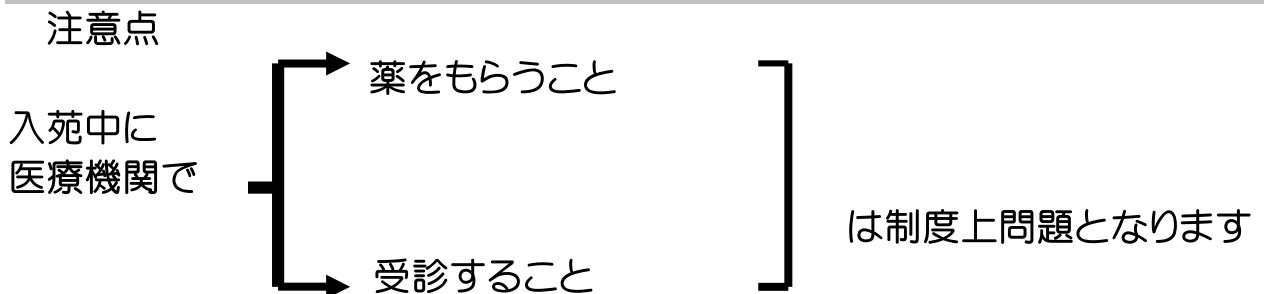 注意点
入苑中に
医療機関で
薬をもらうこと
受診すること
は制度上問題となります